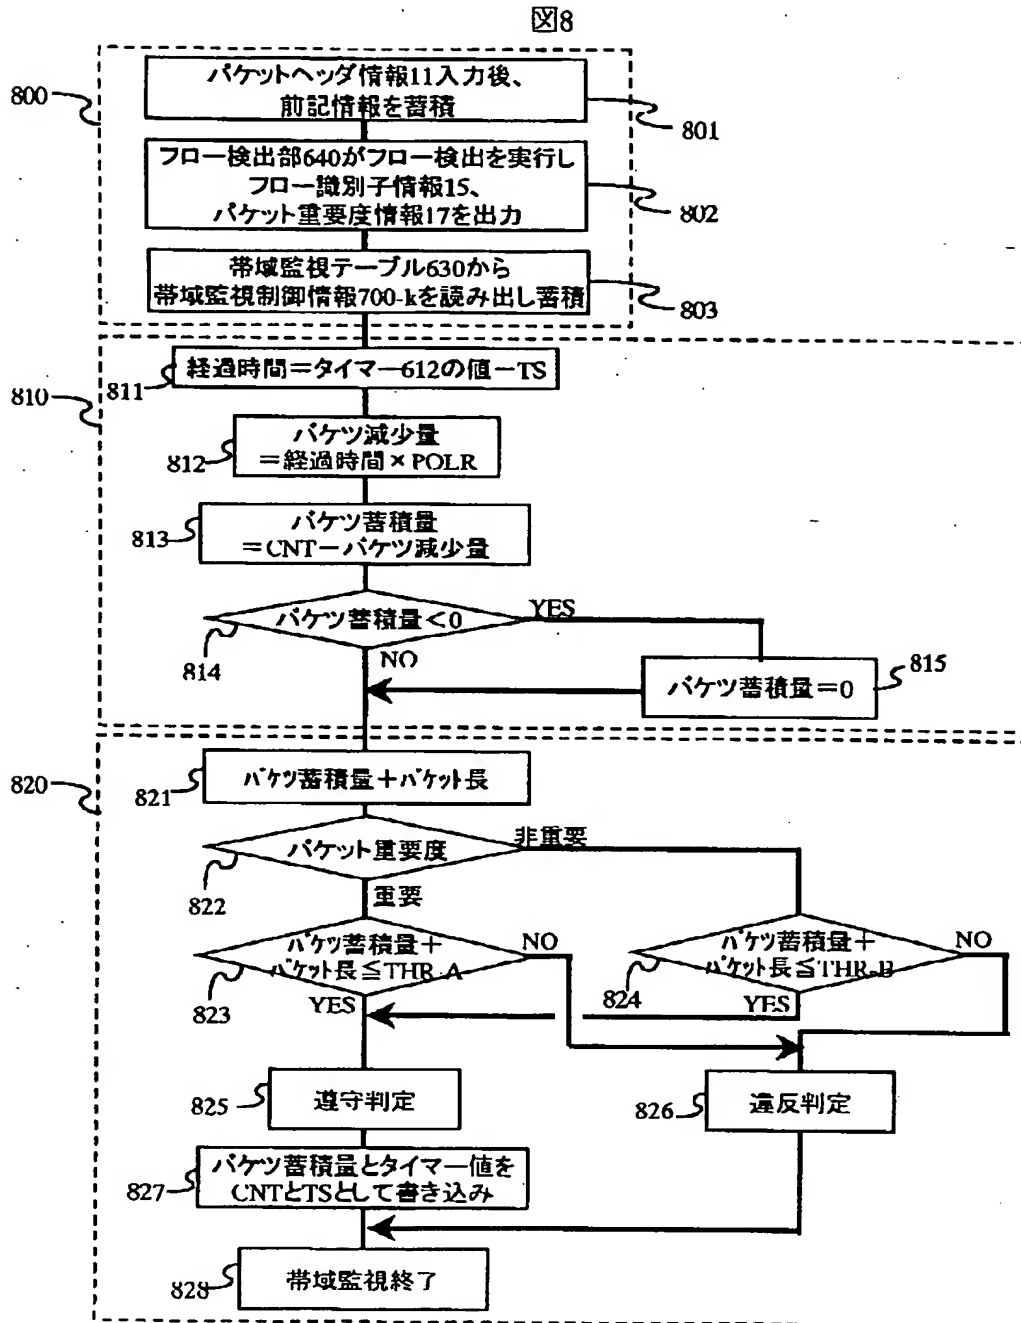 図8
800
パケットヘッダ情報11入力後、
前記情報を蓄積
801
フロー検出部640がフロー検出を実行し
フロー識別子情報15、
パケット重要度情報17を出力
802
帯域監視テーブル630から
帯域監視制御情報700-kを読み出し蓄積
803
810
経過時間＝タイマー612の値－TS
811
バケツ減少量
＝経過時間×POLR
812
バケツ蓄積量
＝CNT－バケツ減少量
813
バケツ蓄積量＜0
YES
814
NO
バケツ蓄積量＝0
815
820
バケツ蓄積量＋パケット長
821
パケット重要度
非重要
822
重要
バケツ蓄積量＋
パケット長≦THR-A
NO
823
YES
バケツ蓄積量＋
パケット長≦THR-B
NO
824
YES
遵守判定
825
違反判定
826
バケツ蓄積量とタイマー値を
CNTとTSとして書き込み
827
帯域監視終了
828